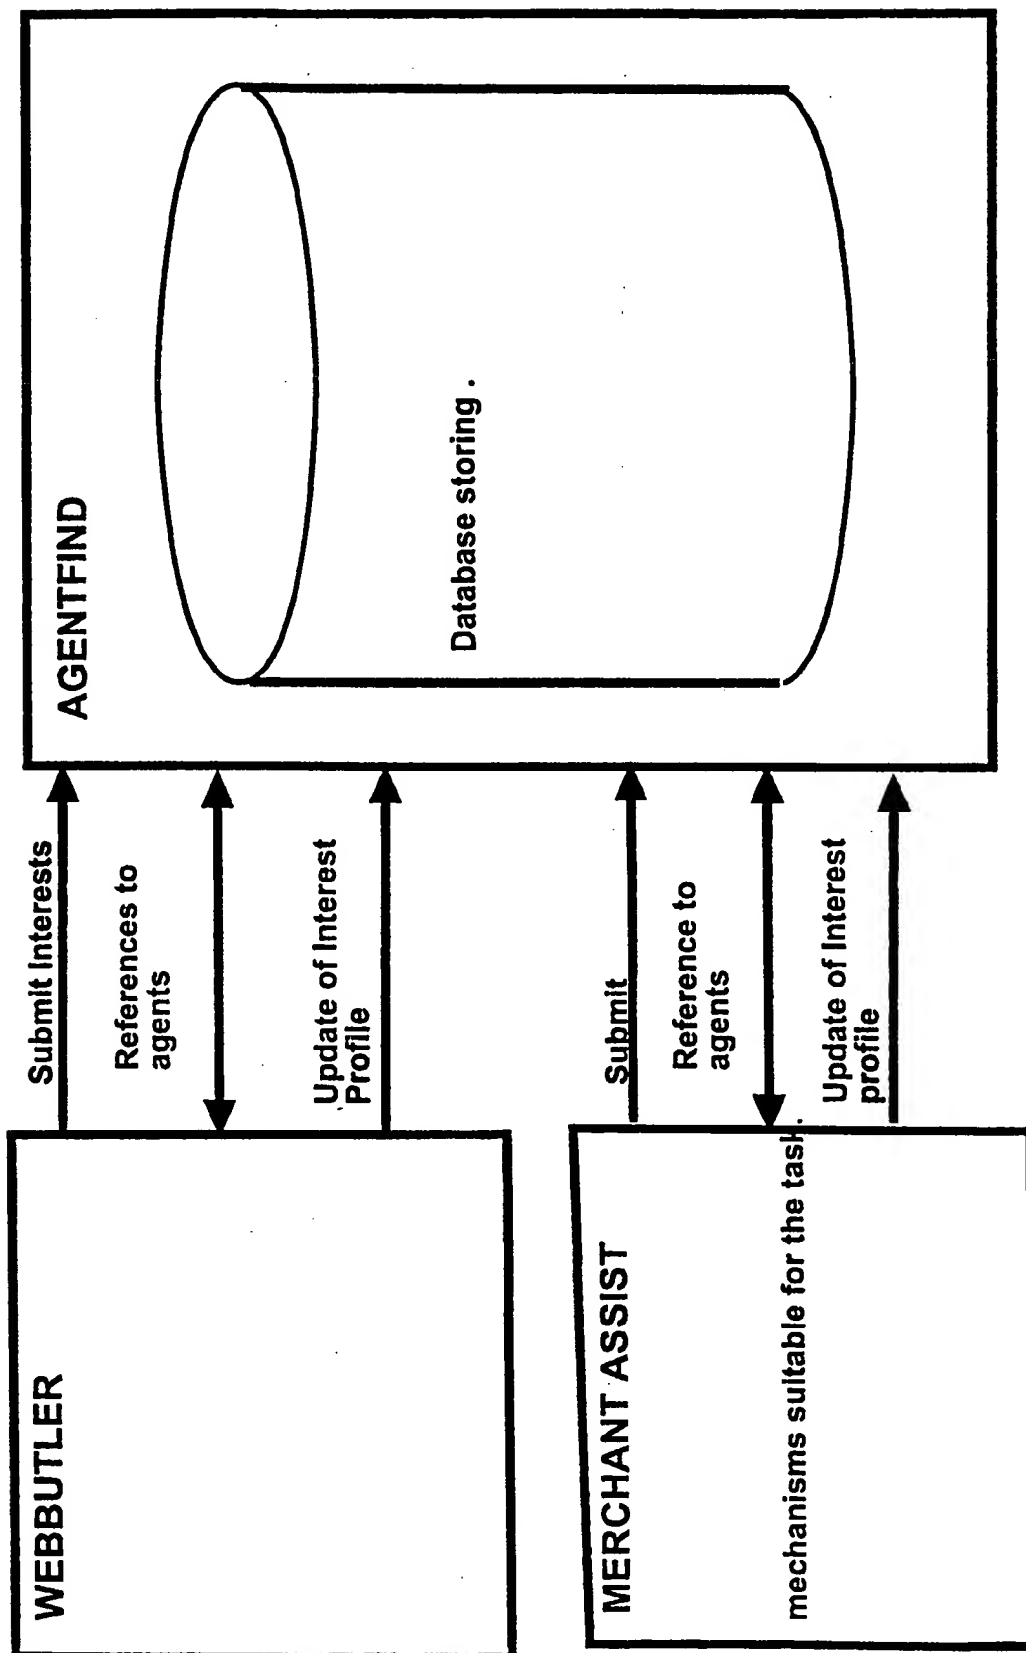 WEBBUTLER
Submit Interests
References to
agents
Update of Interest
Profile
AGENTFIND
Database storing .
MERCHANT ASSIST
mechanisms suitable for the task.
Submit
Reference to
agents
Update of Interest
profile